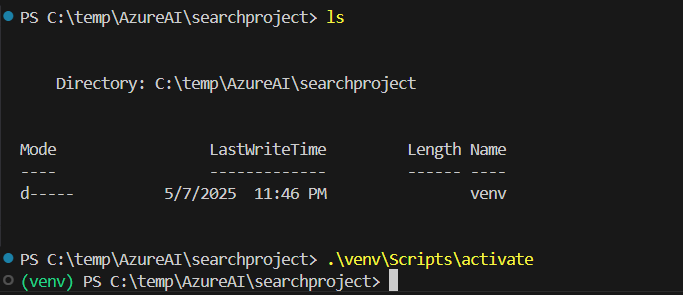 PS C:\temp\AzureAI\searchproject> ls
Directory: C:\temp\AzureAI\searchproject
Mode LastWriteTime Length Name
---- ------------- ------ ----
d----- 5/7/2025 11:46 PM venv
PS C:\temp\AzureAI\searchproject> .\venv\Scripts\activate
(venv) PS C:\temp\AzureAI\searchproject>